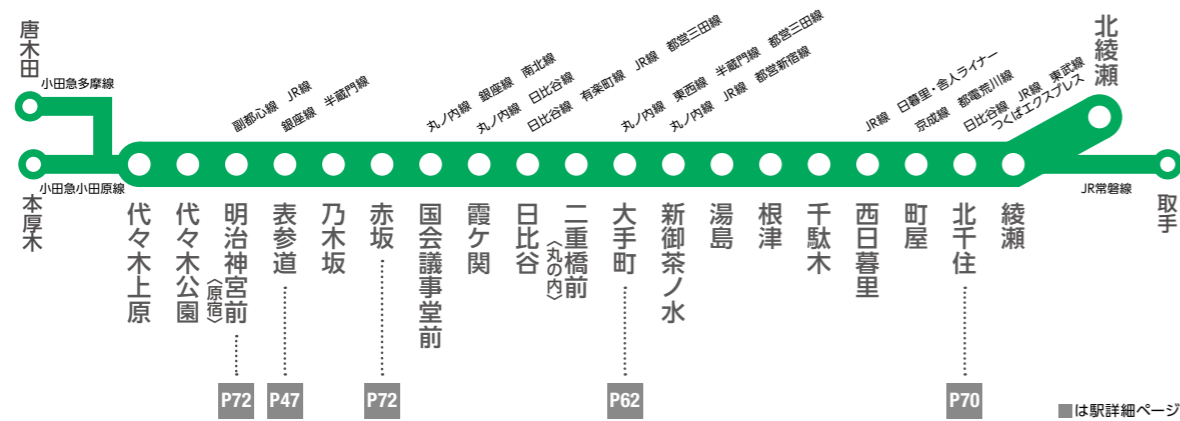 唐木田
小田急多摩線
小田急小田原線
本厚木
副都心線 JR線
銀座線 半蔵門線
丸ノ内線 銀座線 南北線
丸ノ内線 日比谷線
日比谷線 有楽町線 JR線 都営三田線
丸ノ内線 東西線 半蔵門線 都営三田線
丸ノ内線 JR線 都営新宿線
JR線 日暮里・舎人ライナー
京成線 都電荒川線
日比谷線 JR線 東武線
つくばエクスプレス
北綾瀬
JR常磐線
取手
代々木上原
代々木公園
明治神宮前
〈原宿〉
表参道
乃木坂
赤坂
国会議事堂前
霞ケ関
日比谷
二重橋前
〈丸の内〉
大手町
新御茶ノ水
湯島
根津
千駄木
西日暮里
町屋
北千住
綾瀬
P72
P47
P72
P62
P70
■は駅詳細ページ